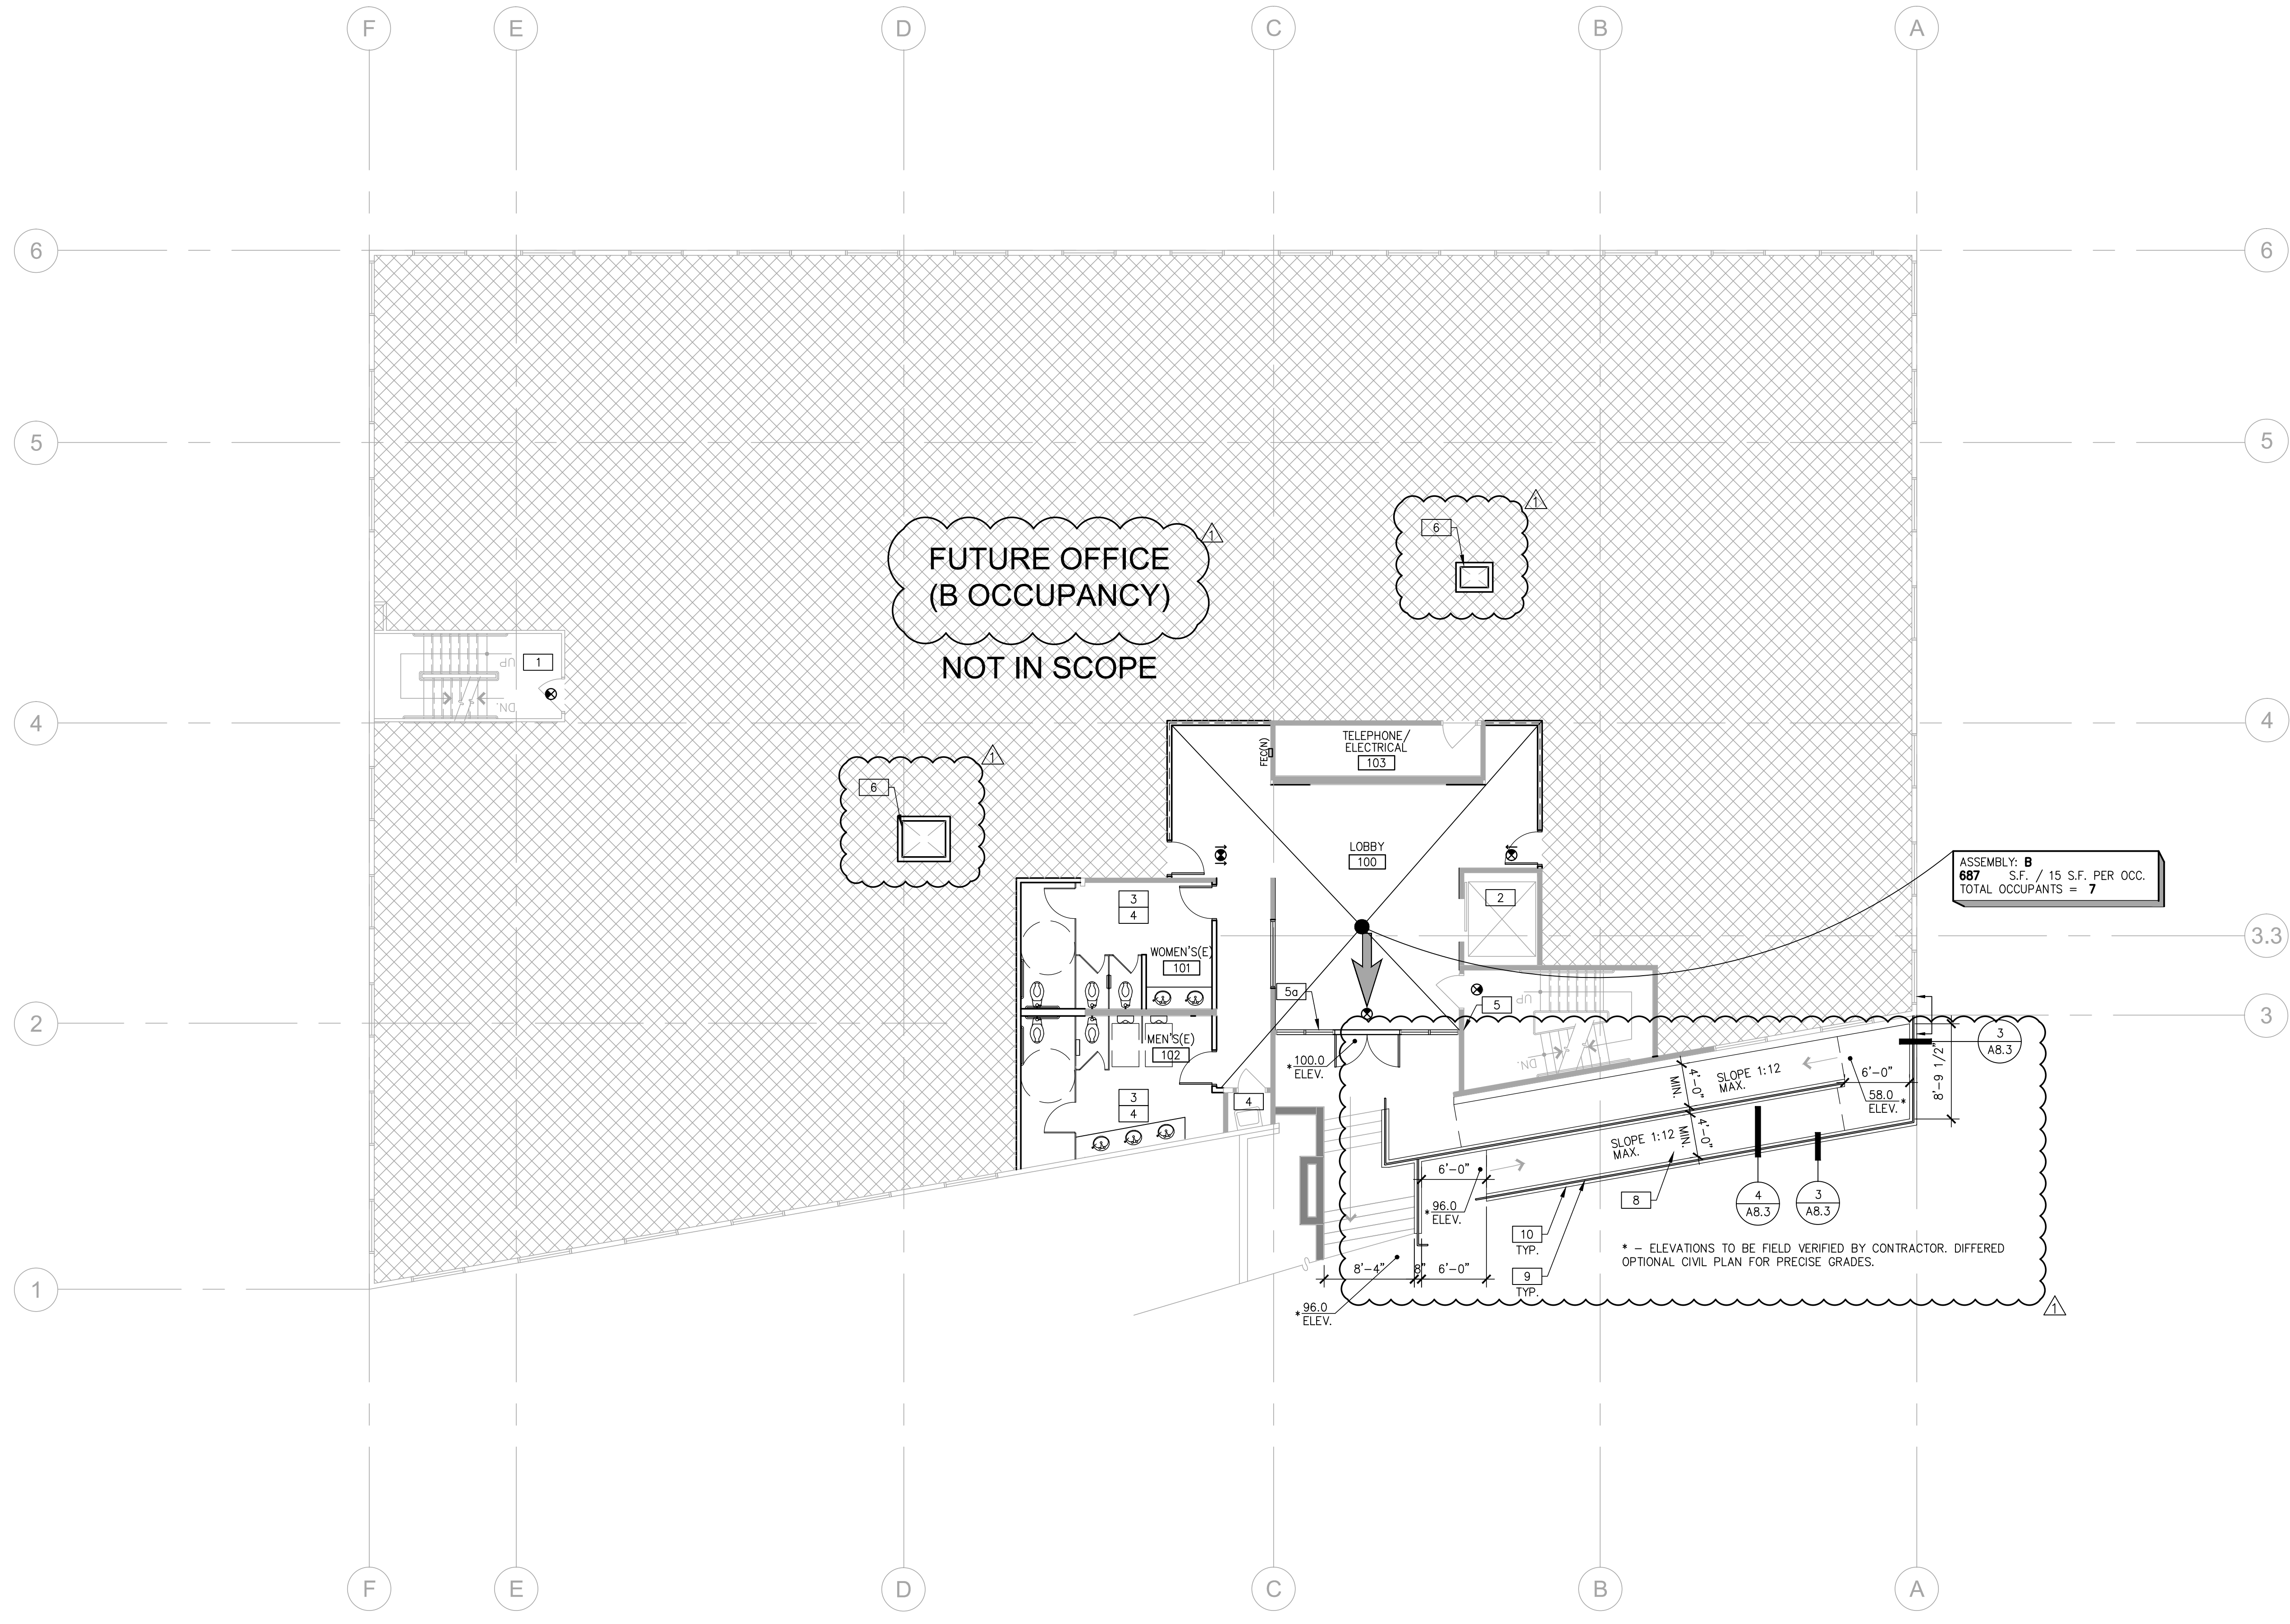 F
E
D
C
B
A
6
6
5
5
1
6
1
FUTURE OFFICE
(B OCCUPANCY)
NOT IN SCOPE
UP
1
DN.
4
4
1
6
FEC(N)
TELEPHONE/
ELECTRICAL
103
LOBBY
100
ASSEMBLY: B
687 S.F. / 15 S.F. PER OCC.
TOTAL OCCUPANTS = 7
2
3
4
WOMEN'S(E)
101
3.3
5a
5
UP
2
3
MEN'S(E)
102
* 100.0
ELEV.
DN.
3
A8.3
8'-9 1/2"
4'-0"
MIN.
SLOPE 1:12
MAX.
6'-0"
58.0 *
ELEV.
3
4
4
4'-0"
MIN.
SLOPE 1:12
MAX.
6'-0"
* 96.0
ELEV.
8
4
A8.3
3
A8.3
10
TYP.
* – ELEVATIONS TO BE FIELD VERIFIED BY CONTRACTOR. DIFFERED
OPTIONAL CIVIL PLAN FOR PRECISE GRADES.
8'-4"
8"
6'-0"
9
TYP.
1
* 96.0
ELEV.
1
F
E
D
C
B
A